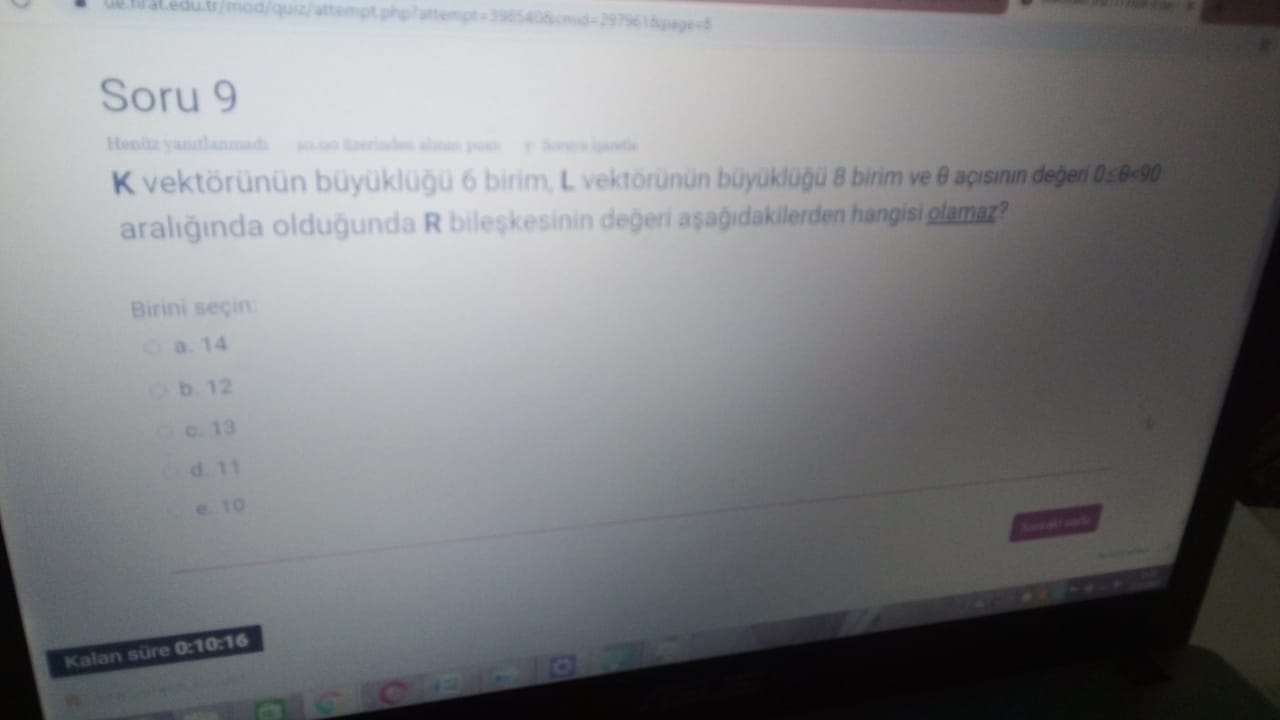 ue.firat.edu.tr/mod/quiz/attempt.php?attempt=398540&cmid=297961&page=8
Soru 9
Henüz yanıtlanmadı 10,00 üzerinden alınan puan Soruyu işaretle
K vektörünün büyüklüğü 6 birim, L vektörünün büyüklüğü 8 birim ve θ açısının değeri 0≤θ<90
aralığında olduğunda R bileşkesinin değeri aşağıdakilerden hangisi olamaz?
Birini seçin:
a. 14
b. 12
c. 13
d. 11
e. 10
Sonraki sayfa
Kalan süre 0:10:16